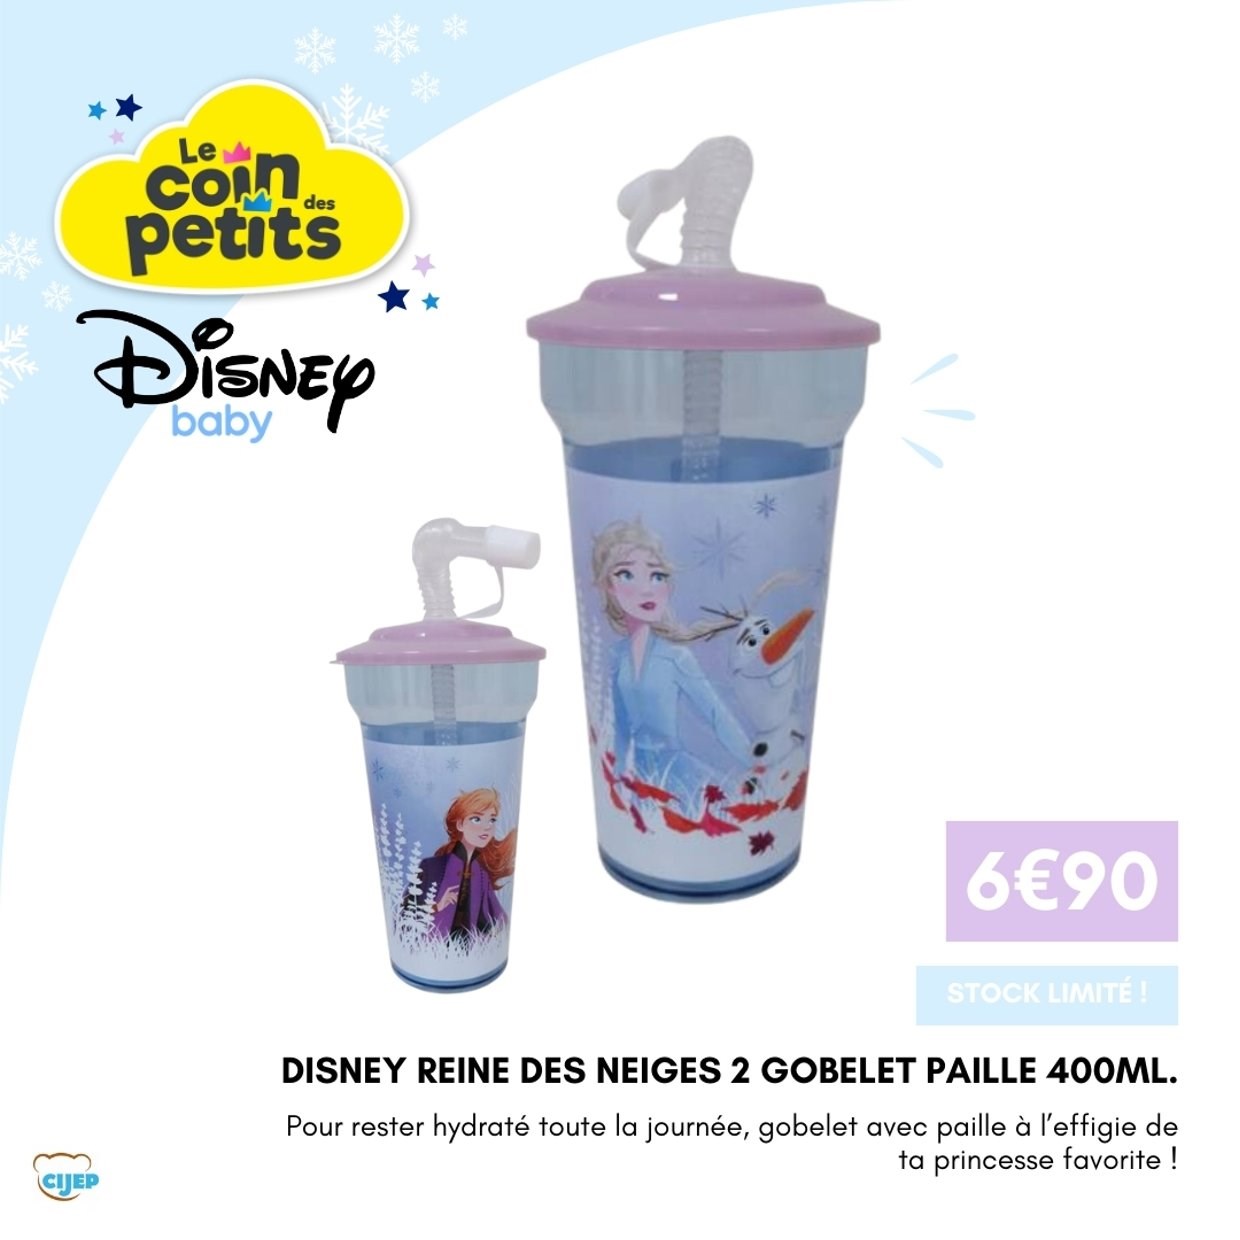 Le
coin des
petits
Disney
baby
6€90
STOCK LIMITÉ !
DISNEY REINE DES NEIGES 2 GOBELET PAILLE 400ML.
Pour rester hydraté toute la journée, gobelet avec paille à l’effigie de
ta princesse favorite !
CIJEP